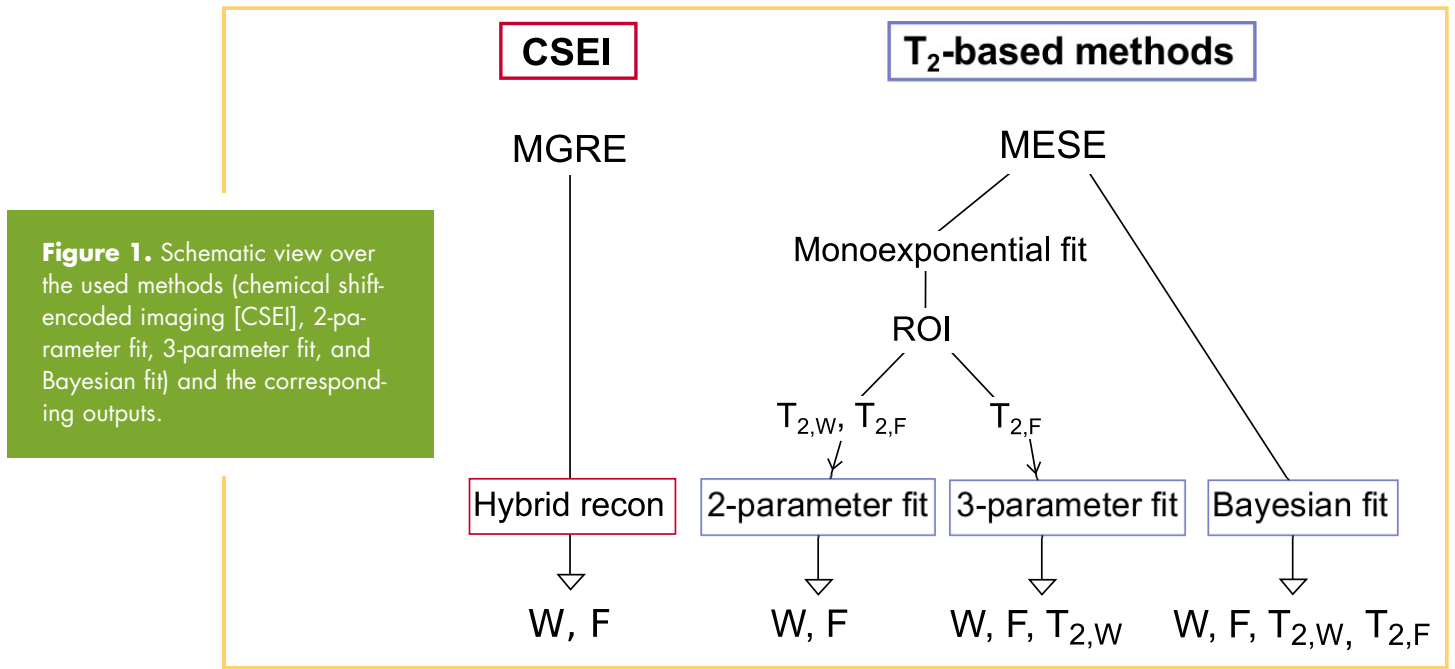 CSEI
T2-based methods
MGRE
MESE
Monoexponential fit
ROI
T2,W, T2,F
T2,F
Hybrid recon
2-parameter fit
3-parameter fit
Bayesian fit
W, F
W, F
W, F, T2,W
W, F, T2,W, T2,F
Figure 1. Schematic view over
the used methods (chemical shift-
encoded imaging [CSEI], 2-pa-
rameter fit, 3-parameter fit, and
Bayesian fit) and the correspond-
ing outputs.